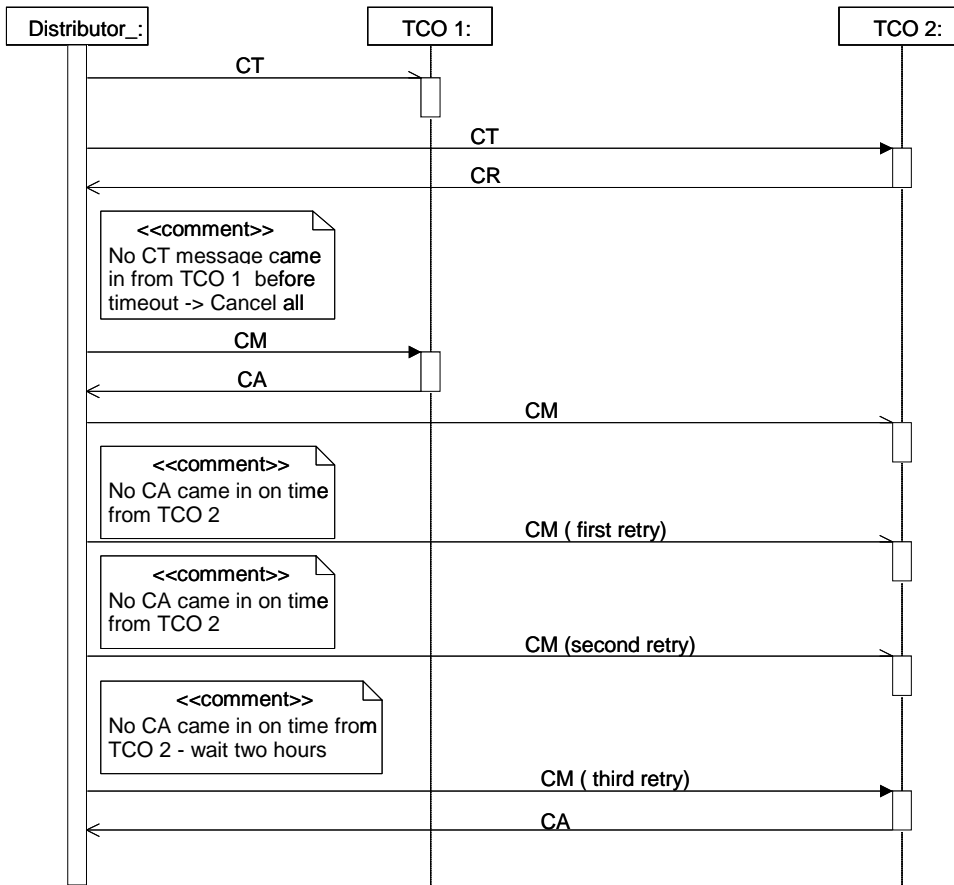 Distributor_:
TCO 1:
TCO 2:
CT
CT
CR
<<comment>>
No CT message came
in from TCO 1 before
timeout -> Cancel all
CM
CA
CM
<<comment>>
No CA came in on time
from TCO 2
CM ( first retry)
<<comment>>
No CA came in on time
from TCO 2
CM (second retry)
<<comment>>
No CA came in on time from
TCO 2 - wait two hours
CM ( third retry)
CA